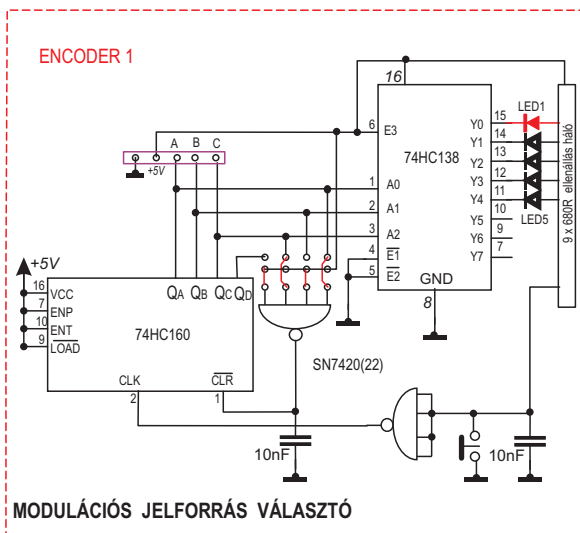 ENCODER 1
16
LED1
A B C
+5V
6 E3
74HC138
Y0 15
Y1 14
Y2 13
Y3 12
Y4 11
Y5 10
Y6 9
Y7 7
LED5
9 x 680R ellenállás háló
1 A0
2 A1
3 A2
4 E1
5 E2
GND
8
+5V
16 VCC
7 ENP
10 ENT
9 LOAD
QA QB QC QD
74HC160
CLK
2
CLR
1
SN7420(22)
10nF
10nF
MODULÁCIÓS JELFORRÁS VÁLASZTÓ